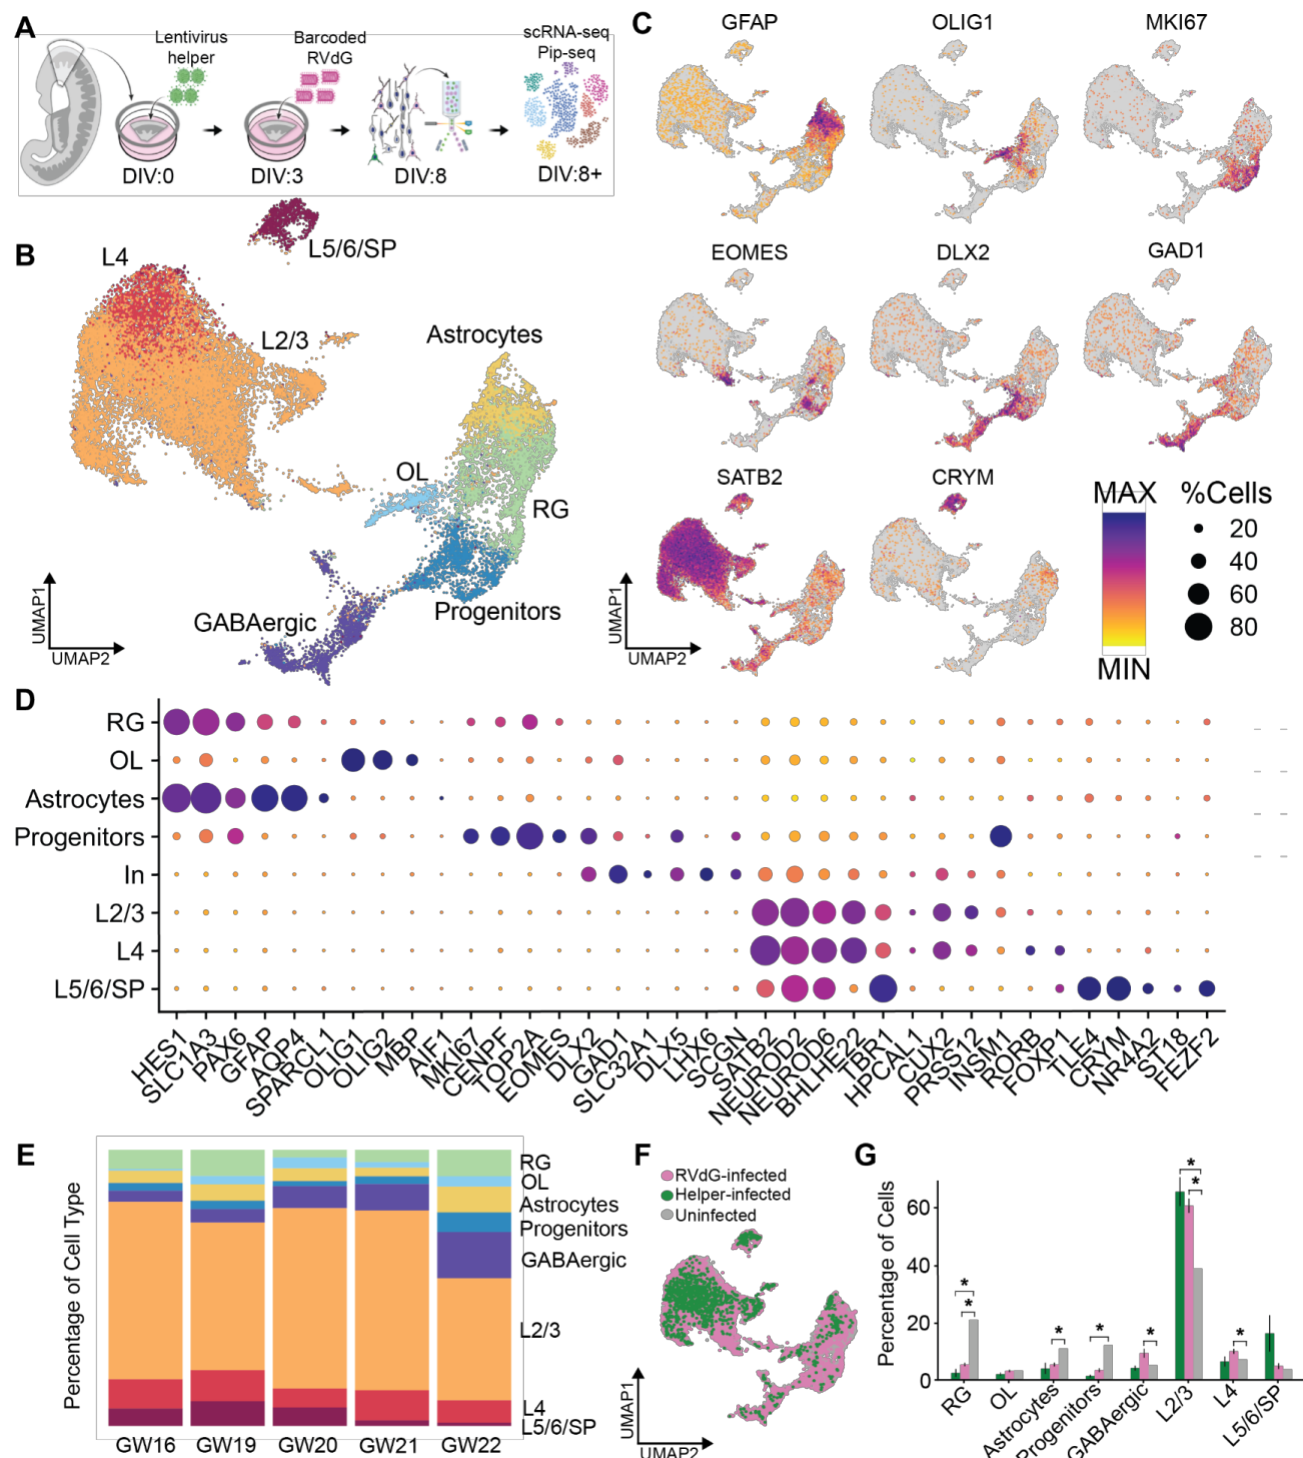 A
Lentivirus
helper
Barcoded
RVdG
scRNA-seq
Pip-seq
DIV:0
DIV:3
DIV:8
DIV:8+
B
L4
L5/6/SP
L2/3
Astrocytes
OL
RG
GABAergic
Progenitors
UMAP1
UMAP2
C
GFAP
OLIG1
MKI67
EOMES
DLX2
GAD1
SATB2
CRYM
MAX
MIN
%Cells
20
40
60
80
UMAP1
UMAP2
D
RG
OL
Astrocytes
Progenitors
In
L2/3
L4
L5/6/SP
HES1
SLC1A3
PAX6
GFAP
AQP4
SPARCL1
OLIG1
OLIG2
MBP
AIF1
MKI67
CENPF
TOP2A
EOMES
DLX2
GAD1
SLC32A1
DLX5
LHX6
SCGN
SATB2
NEUROD2
NEUROD6
BHLHE22
TBR1
HPCAL1
CUX2
PRSS12
INSM1
RORB
FOXP1
TLE4
CRYM
NR4A2
ST18
FEZF2
E
Percentage of Cell Type
RG
OL
Astrocytes
Progenitors
GABAergic
L2/3
L4
L5/6/SP
GW16
GW19
GW20
GW21
GW22
F
RVdG-infected
Helper-infected
Uninfected
UMAP1
UMAP2
G
Percentage of Cells
60
40
20
0
* * * * * * * *
RG
OL
Astrocytes
Progenitors
GABAergic
L2/3
L4
L5/6/SP